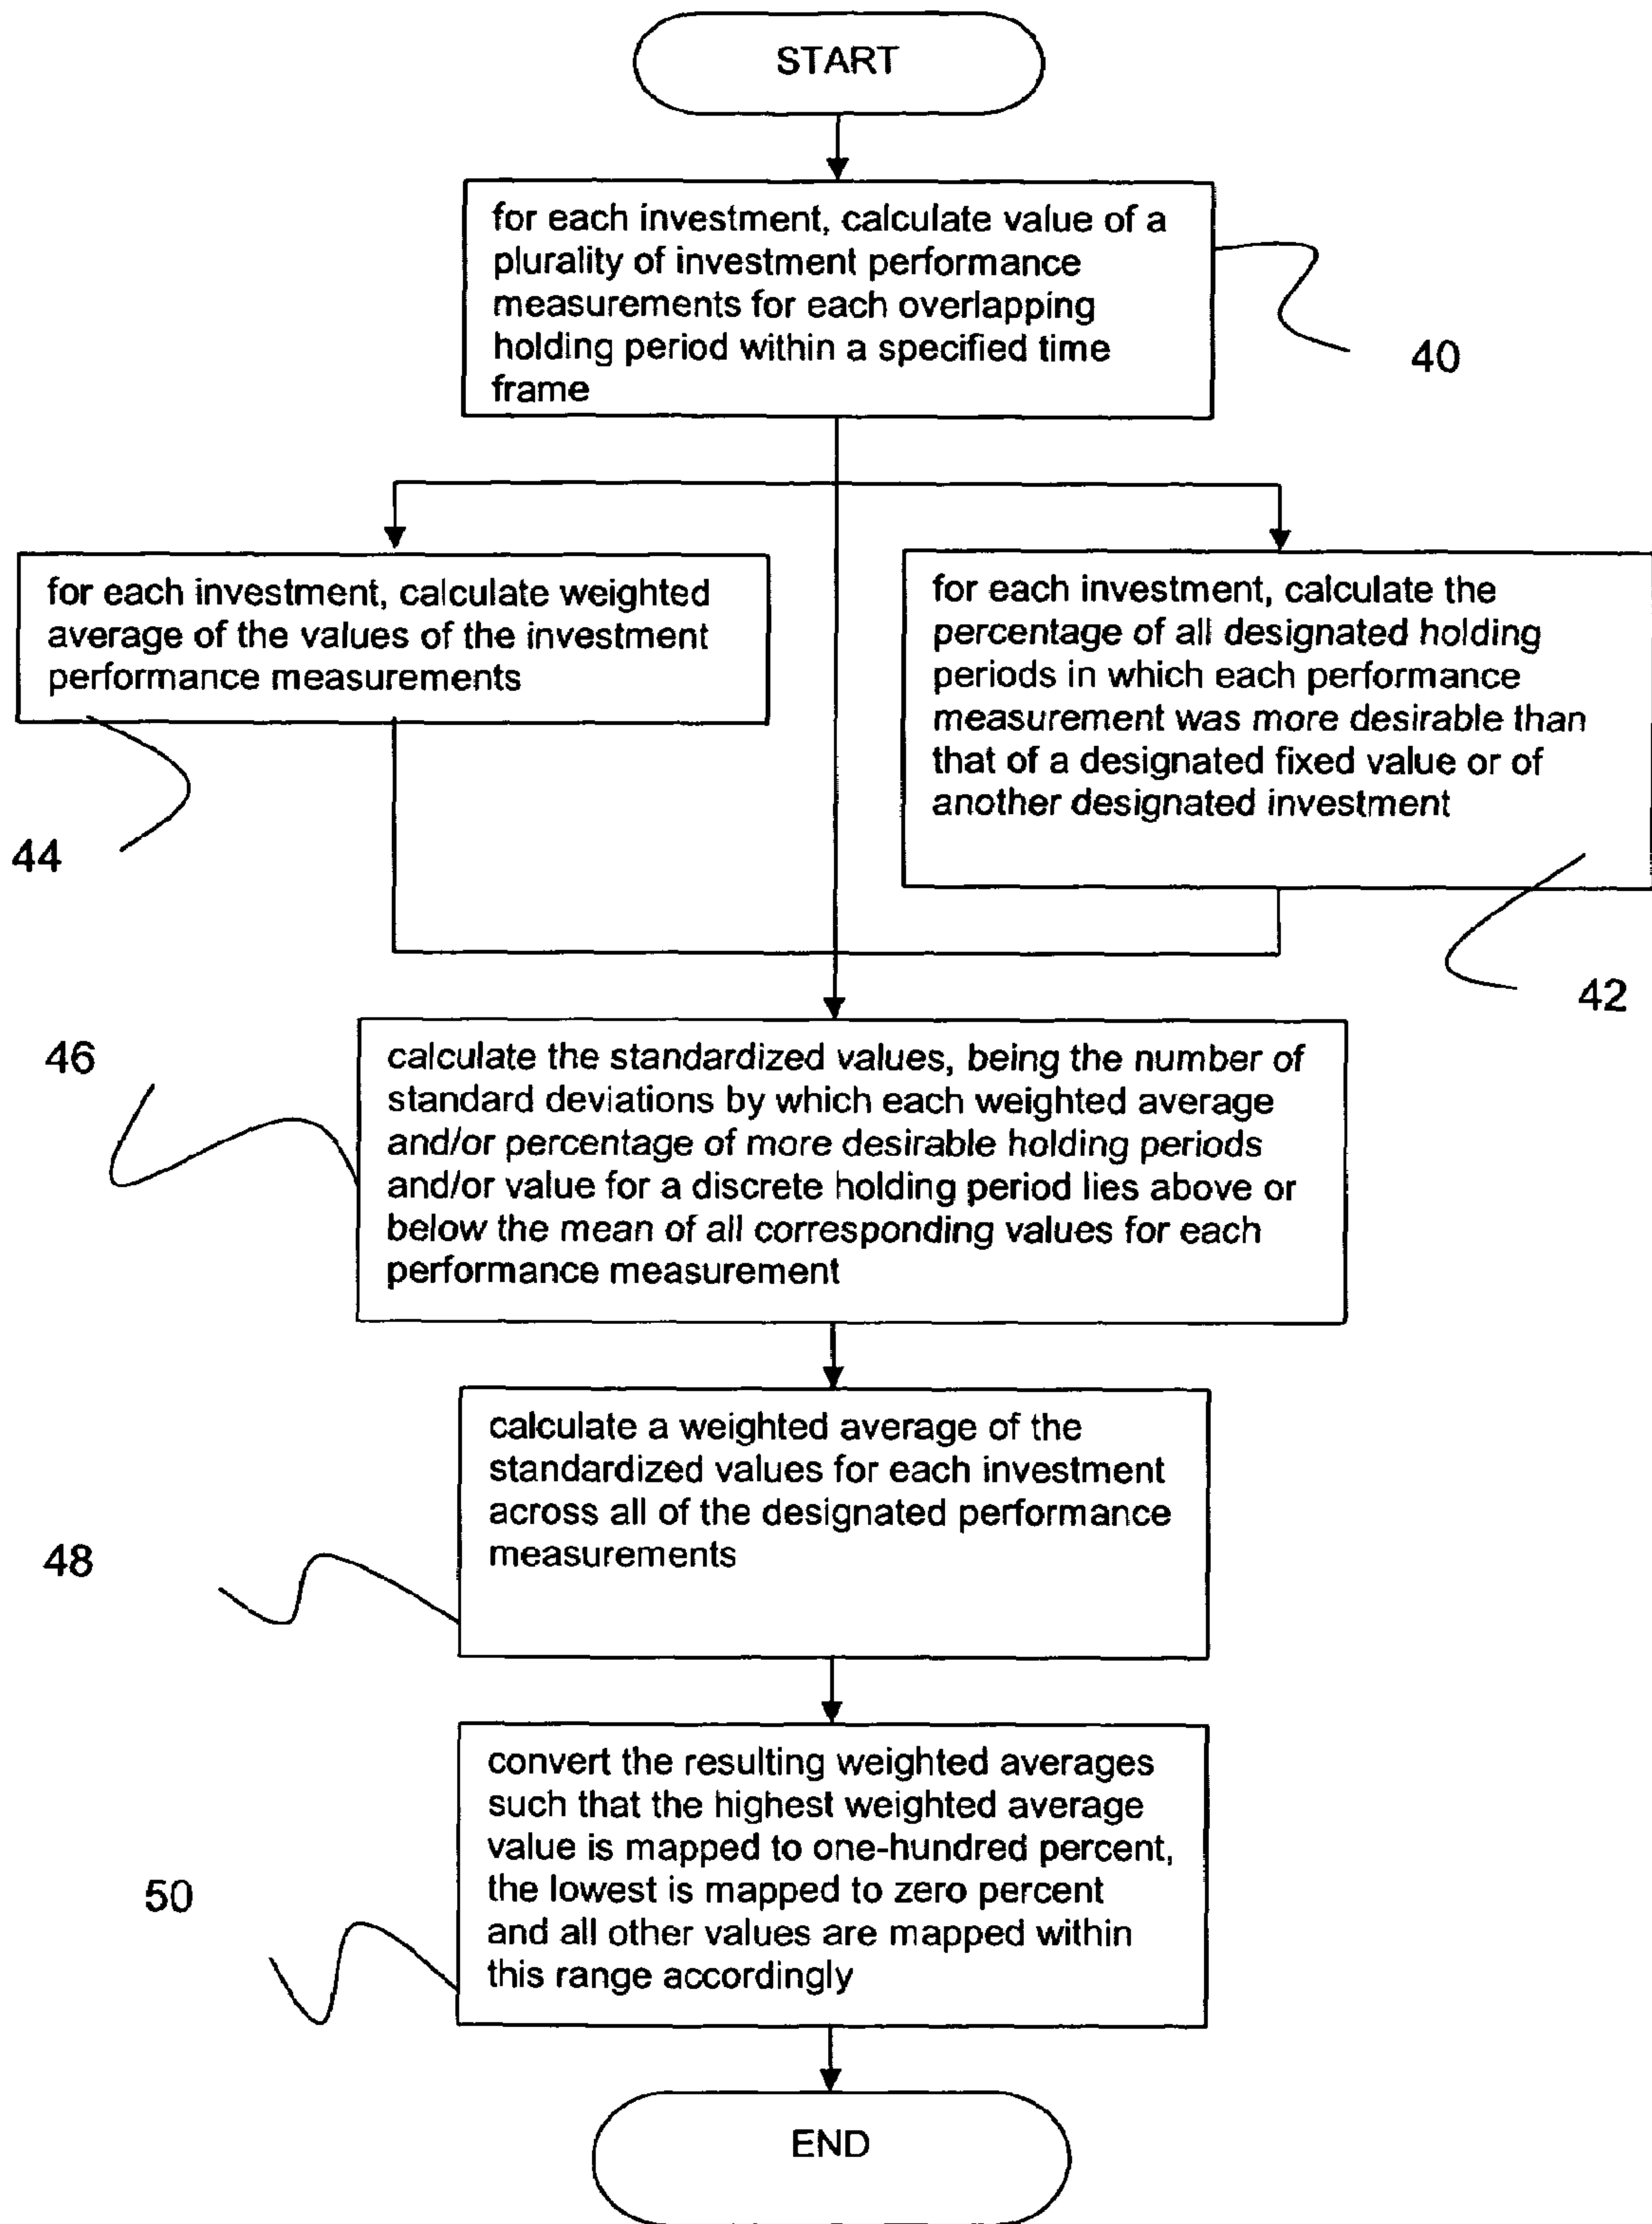 START
for each investment, calculate value of a
plurality of investment performance
measurements for each overlapping
holding period within a specified time
frame
40
for each investment, calculate weighted
average of the values of the investment
performance measurements
44
for each investment, calculate the
percentage of all designated holding
periods in which each performance
measurement was more desirable than
that of a designated fixed value or of
another designated investment
42
46
calculate the standardized values, being the number of
standard deviations by which each weighted average
and/or percentage of more desirable holding periods
and/or value for a discrete holding period lies above or
below the mean of all corresponding values for each
performance measurement
calculate a weighted average of the
standardized values for each investment
across all of the designated performance
measurements
48
convert the resulting weighted averages
such that the highest weighted average
value is mapped to one-hundred percent,
the lowest is mapped to zero percent
and all other values are mapped within
this range accordingly
50
END